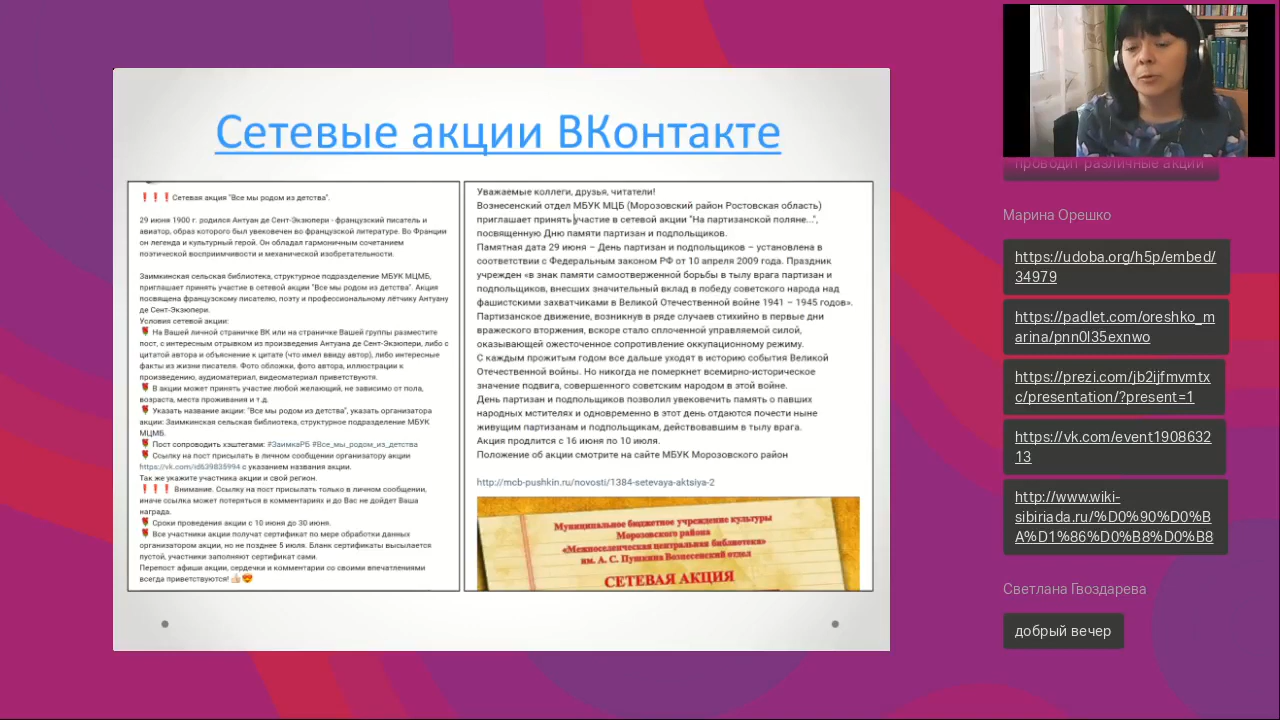 Сетевые акции ВКонтакте
❗❗❗Сетевая акция "Все мы родом из детства".
29 июня 1900 г. родился Антуан де Сент-Экзюпери - французский писатель и
авиатор, образ которого был увековечен во французской литературе. Во Франции
он легенда и культурный герой. Он обладал гармоничным сочетанием
поэтической восприимчивости и механической изобретательности.
Заимкинская сельская библиотека, структурное подразделение МБУК МЦМБ,
приглашает принять участие в сетевой акции "Все мы родом из детства". Акция
посвящена французскому писателю, поэту и профессиональному лётчику Антуану
де Сент-Экзюпери.
Условия сетевой акции:
🌹 На Вашей личной страничке ВК или на страничке Вашей группы разместите
пост, с интересным отрывком из произведения Антуана де Сент-Экзюпери, либо с
цитатой автора и объяснение к цитате (что имел ввиду автор), либо интересные
факты из жизни писателя. Фото обложки, фото автора, иллюстрации к
произведению, аудиоматериал, видеоматериал приветствуются.
🌹 В акции может принять участие любой желающий, не зависимо от пола,
возраста, места проживания и т.д.
🌹 Указать название акции: "Все мы родом из детства", указать организатора
акции: Заимкинская сельская библиотека, структурное подразделение МБУК
МЦМБ.
🌹 Пост сопроводить хэштегами: #ЗаимкаРБ #Все_мы_родом_из_детства
🌹 Ссылку на пост присылать в личном сообщении организатору акции
https://vk.com/id639835994 с указанием названия акции.
Так же укажите участника акции и свой регион.
❗❗❗ Внимание. Ссылку на пост присылать только в личном сообщении,
иначе ссылка может потеряться в комментариях и до Вас не дойдет Ваша
награда.
🌹 Сроки проведения акции с 10 июня до 30 июня.
🌹 Все участники акции получат сертификат по мере обработки данных
организатором акции, но не позднее 5 июля. Бланк сертификаты высылается
пустой, участники заполняют сертификат сами.
Перепост афиши акции, сердечки и комментарии со своими впечатлениями
всегда приветствуются! 👍😍
Уважаемые коллеги, друзья, читатели!
Вознесенский отдел МБУК МЦБ (Морозовский район Ростовская область)
приглашает принять участие в сетевой акции "На партизанской поляне...",
посвященную Дню памяти партизан и подпольщиков.
Памятная дата 29 июня – День партизан и подпольщиков – установлена в
соответствии с Федеральным законом РФ от 10 апреля 2009 года. Праздник
учрежден «в знак памяти самоотверженной борьбы в тылу врага партизан и
подпольщиков, внесших значительный вклад в победу советского народа над
фашистскими захватчиками в Великой Отечественной войне 1941 – 1945 годов».
Партизанское движение, возникнув в ряде случаев стихийно в первые дни
вражеского вторжения, вскоре стало сплоченной управляемой силой,
оказывающей ожесточенное сопротивление оккупационному режиму.
С каждым прожитым годом все дальше уходят в историю события Великой
Отечественной войны. Но никогда не померкнет всемирно-историческое
значение подвига, совершенного советским народом в этой войне.
День партизан и подпольщиков позволил увековечить память о павших
народных мстителях и одновременно в этот день отдаются почести ныне
живущим партизанам и подпольщикам, действовавшим в тылу врага.
Акция продлится с 16 июня по 10 июля.
Положение об акции смотрите на сайте МБУК Морозовского район
http://mcb-pushkin.ru/novosti/1384-setevaya-aktsiya-2
Муниципальное бюджетное учреждение культуры
Морозовского района
«Межпоселенческая центральная библиотека»
им. А. С. Пушкина Вознесенский отдел
СЕТЕВАЯ АКЦИЯ
проводит различные акции
Марина Орешко
https://udoba.org/h5p/embed/
34979
https://padlet.com/oreshko_m
arina/pnn0l35exnwo
https://prezi.com/jb2ijfmvmtx
c/presentation/?present=1
https://vk.com/event1908632
13
http://www.wiki-
sibiriada.ru/%D0%90%D0%B
A%D1%86%D0%B8%D0%B8
Светлана Гвоздарева
добрый вечер